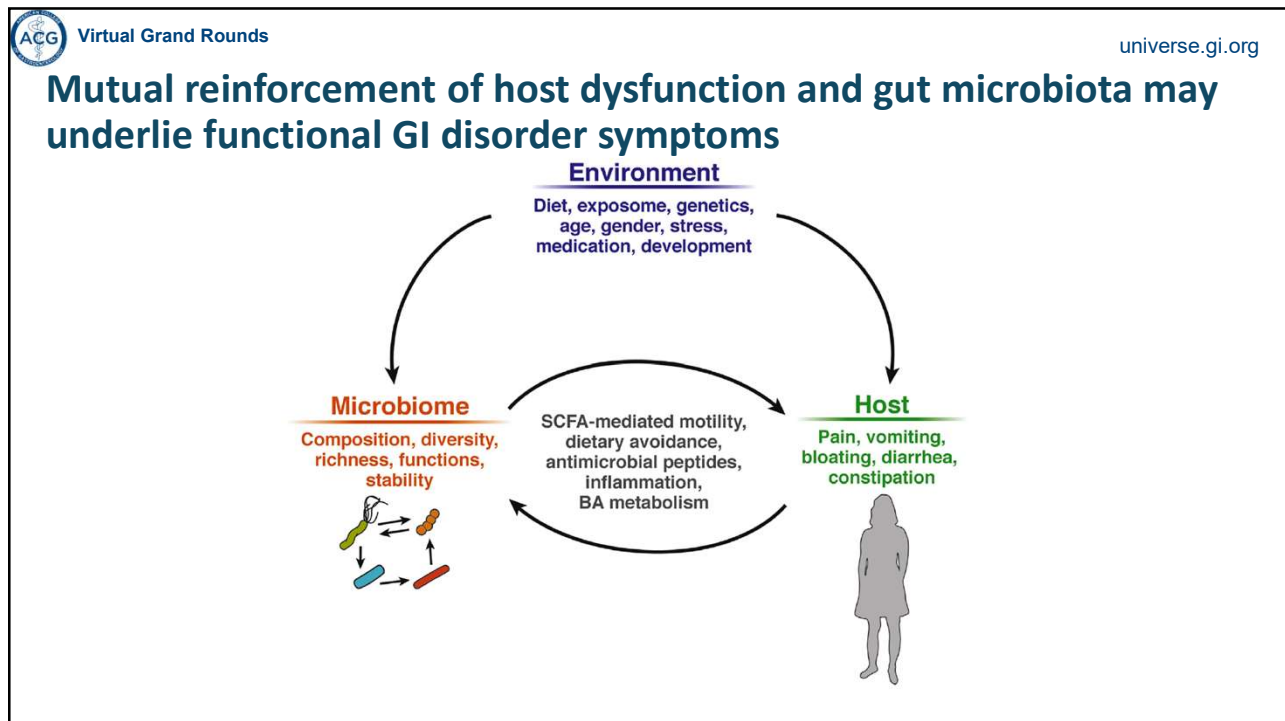 ACG
Virtual Grand Rounds
universe.gi.org
Mutual reinforcement of host dysfunction and gut microbiota may
underlie functional GI disorder symptoms
Environment
Diet, exposome, genetics,
age, gender, stress,
medication, development
Microbiome
Composition, diversity,
richness, functions,
stability
SCFA-mediated motility,
dietary avoidance,
antimicrobial peptides,
inflammation,
BA metabolism
Host
Pain, vomiting,
bloating, diarrhea,
constipation